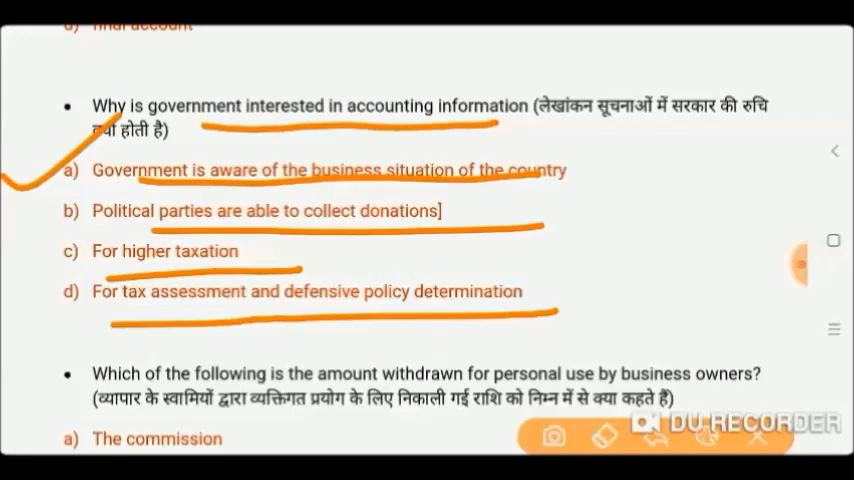 d) final account
• Why is government interested in accounting information (लेखांकन सूचनाओं में सरकार की रुचि
क्यों होती है)
a) Government is aware of the business situation of the country
b) Political parties are able to collect donations]
c) For higher taxation
d) For tax assessment and defensive policy determination
• Which of the following is the amount withdrawn for personal use by business owners?
(व्यापार के स्वामियों द्वारा व्यक्तिगत प्रयोग के लिए निकाली गई राशि को निम्न में से क्या कहते हैं)
DU RECORDER
a) The commission